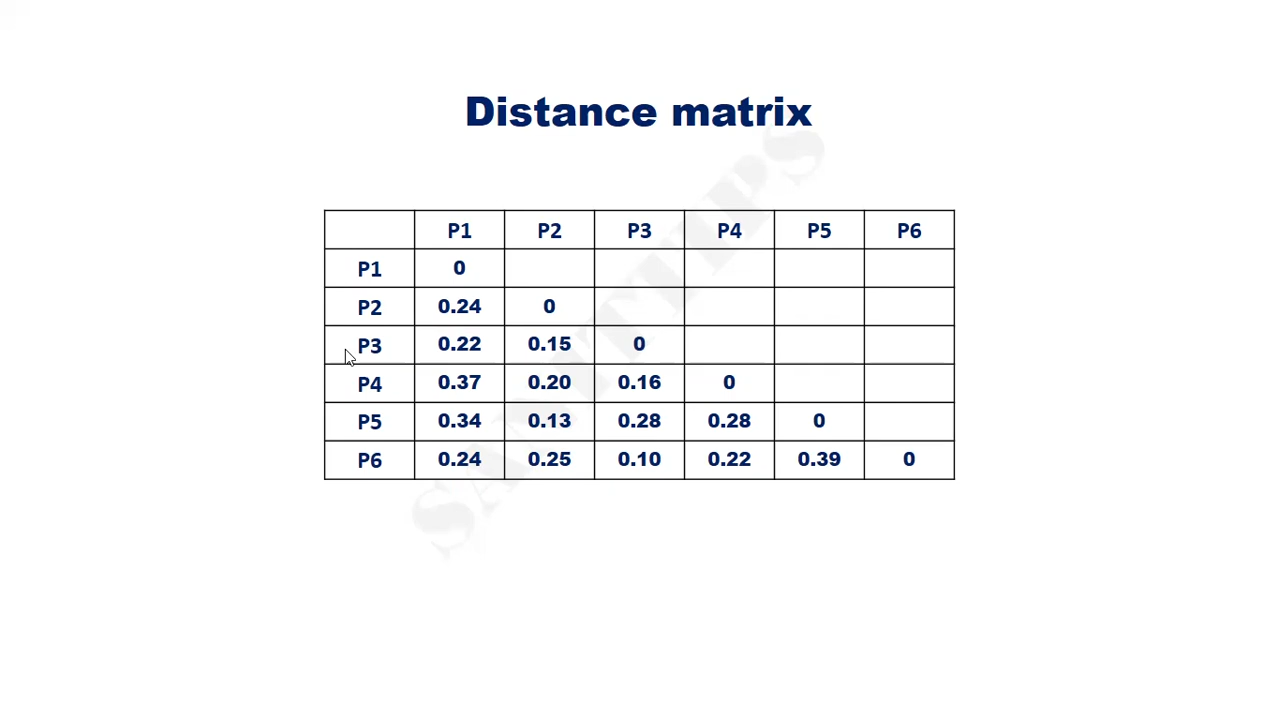 Distance matrix
P1 P2 P3 P4 P5 P6
P1 0
P2 0.24 0
P3 0.22 0.15 0
P4 0.37 0.20 0.16 0
P5 0.34 0.13 0.28 0.28 0
P6 0.24 0.25 0.10 0.22 0.39 0